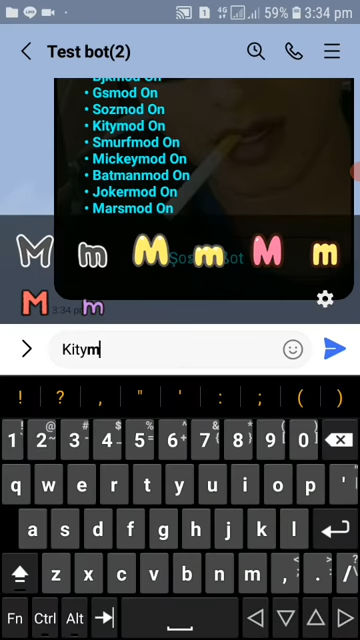 59% 3:34 pm
Test bot(2)
• Bjkmod On
• Gsmod On
• Sozmod On
• Kitymod On
• Smurfmod On
• Mickeymod On
• Batmanmod On
• Jokermod On
• Marsmod On
M m M m M m
M m
3:34 pm
Kitym
! ? , " ' : ; ( )
1 2 3 4 5 6 7 8 9 0
q w e r t y u i o p '
a s d f g h j k l
z x c v b n m , . /
Fn Ctrl Alt